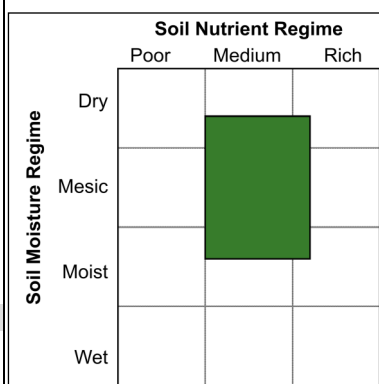 Soil Nutrient Regime
Poor Medium Rich
Soil Moisture Regime
Dry
Mesic
Moist
Wet